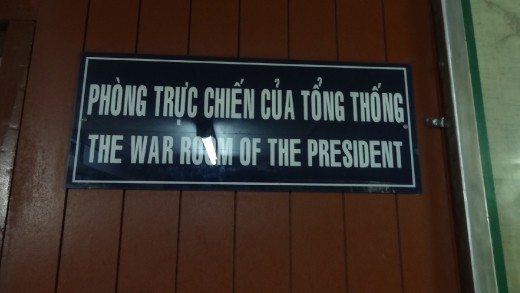 PHÒNG TRỰC CHIẾN CỦA TỔNG THỐNG
THE WAR ROOM OF THE PRESIDENT